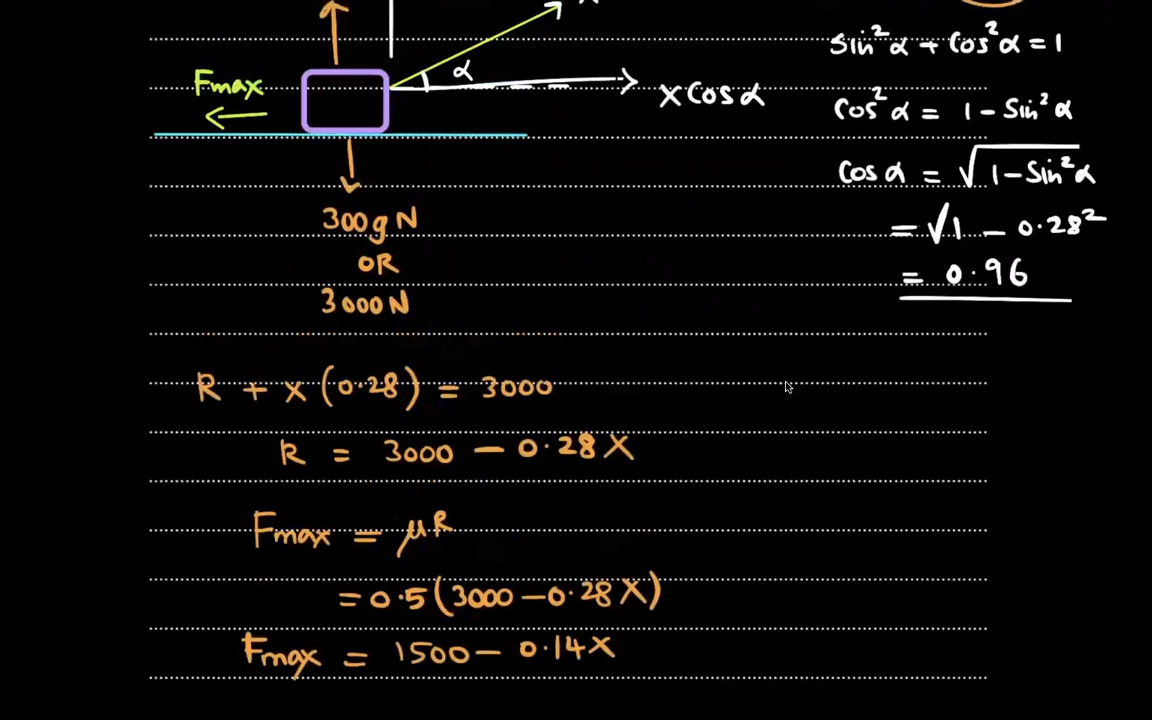 Fmax
α
X Cos α
300g N
OR
3000N
R + X (0.28) = 3000
R = 3000 - 0.28X
Fmax = μR
= 0.5(3000 - 0.28X)
Fmax = 1500 - 0.14X
Sin²α + Cos²α = 1
Cos²α = 1 - Sin²α
Cos α = √1 - Sin²α
= √1 - 0.28²
= 0.96